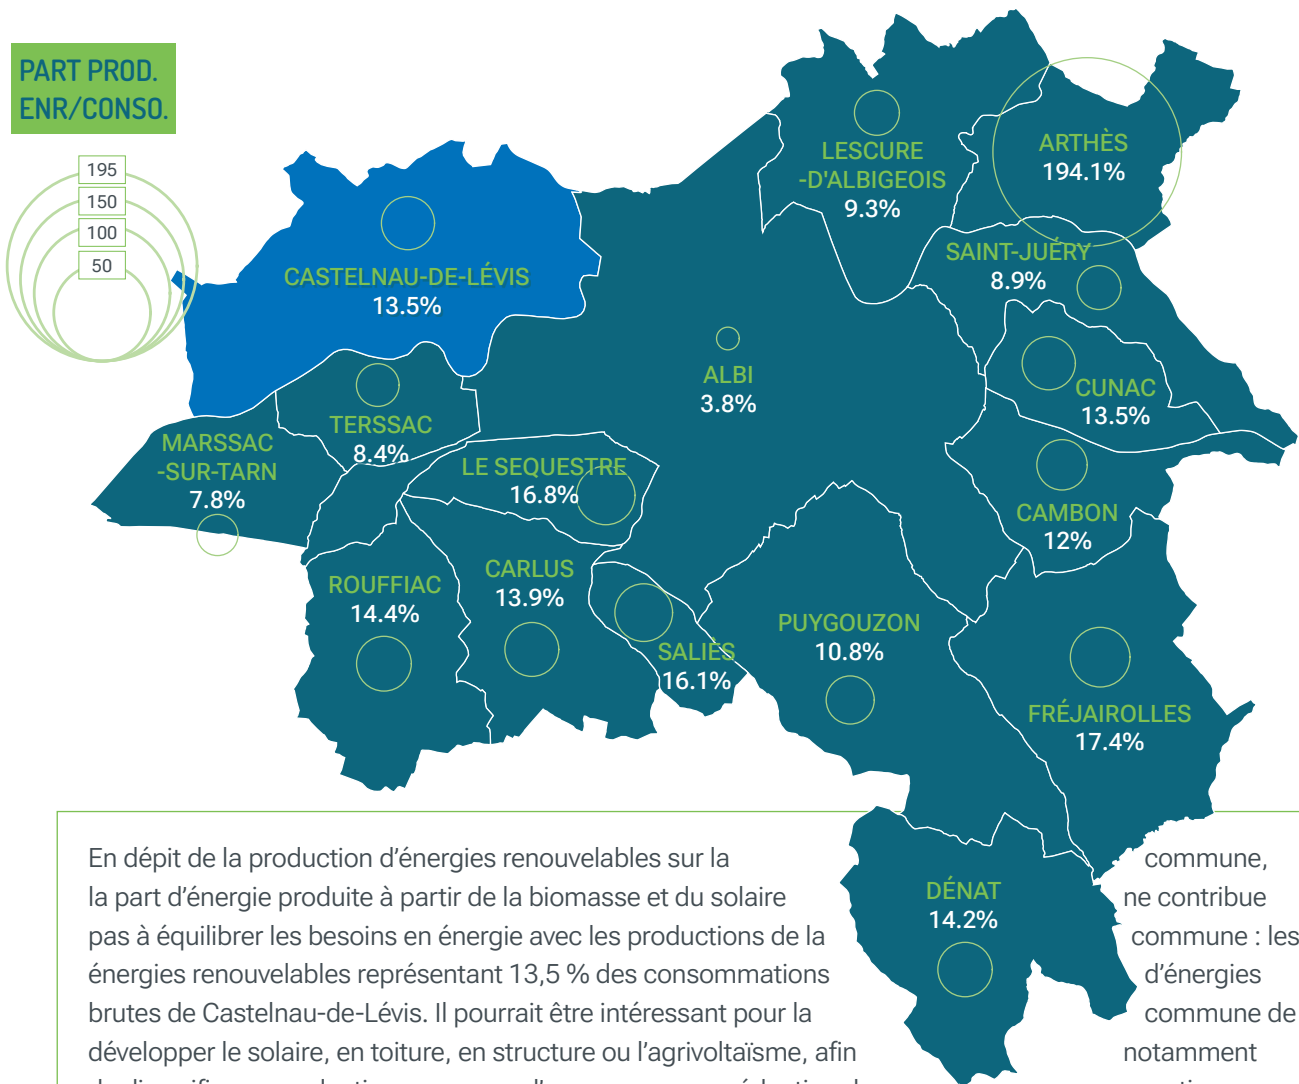 PART PROD.
ENR/CONSO.
195
150
100
50
LESCURE
-D'ALBIGEOIS
9.3%
ARTHÈS
194.1%
SAINT-JUÉRY
8.9%
CASTELNAU-DE-LÉVIS
13.5%
ALBI
3.8%
CUNAC
13.5%
TERSSAC
8.4%
MARSSAC
-SUR-TARN
7.8%
LE SEQUESTRE
16.8%
CAMBON
12%
ROUFFIAC
14.4%
CARLUS
13.9%
SALIÈS
16.1%
PUYGOUZON
10.8%
FRÉJAIROLLES
17.4%
DÉNAT
14.2%
En dépit de la production d’énergies renouvelables sur la commune,
la part d’énergie produite à partir de la biomasse et du solaire ne contribue
pas à équilibrer les besoins en énergie avec les productions de la commune : les
énergies renouvelables représentant 13,5 % des consommations d’énergies
brutes de Castelnau-de-Lévis. Il pourrait être intéressant pour la commune de
développer le solaire, en toiture, en structure ou l’agrivoltaïsme, afin notamment